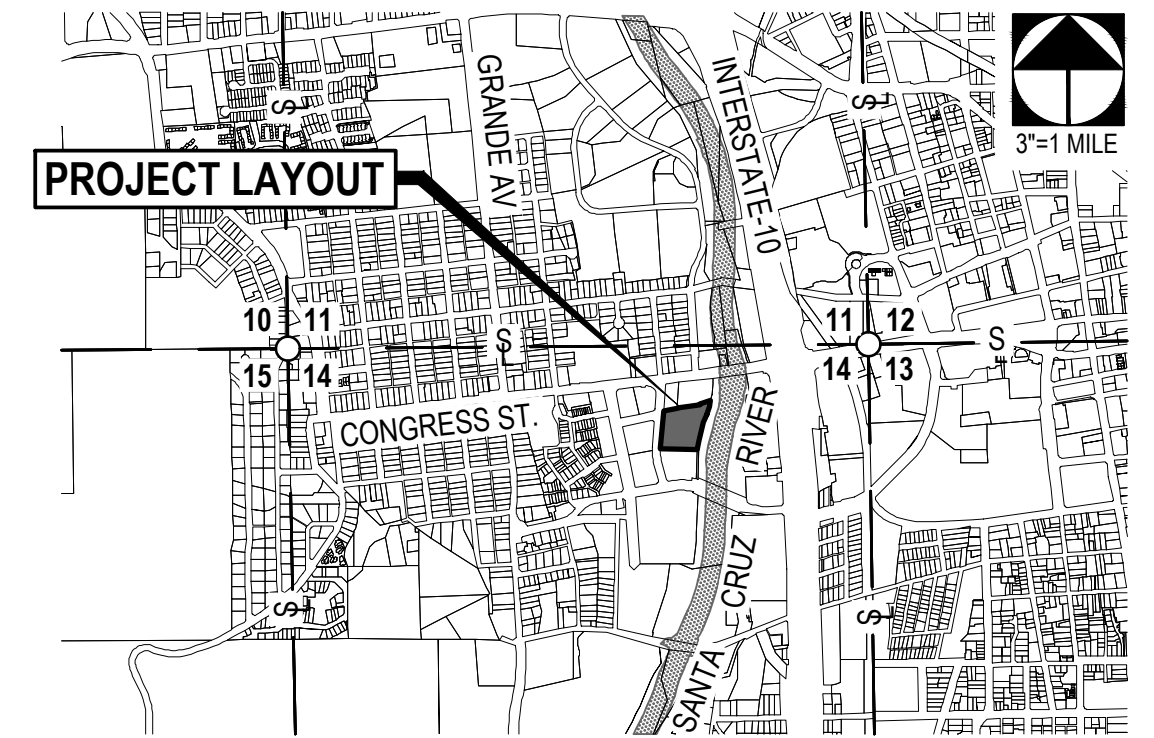 GRANDE AV
INTERSTATE-10
3"=1 MILE
PROJECT LAYOUT
10 11
15 14
11 12
14 13
S
L
S
L
S
L
S
L
S
L
S
L
CONGRESS ST.
SANTA CRUZ RIVER